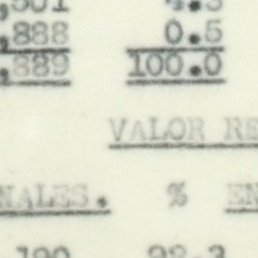 ,888 0.5
,889 100.0
VALOR RE
NALES. % EN